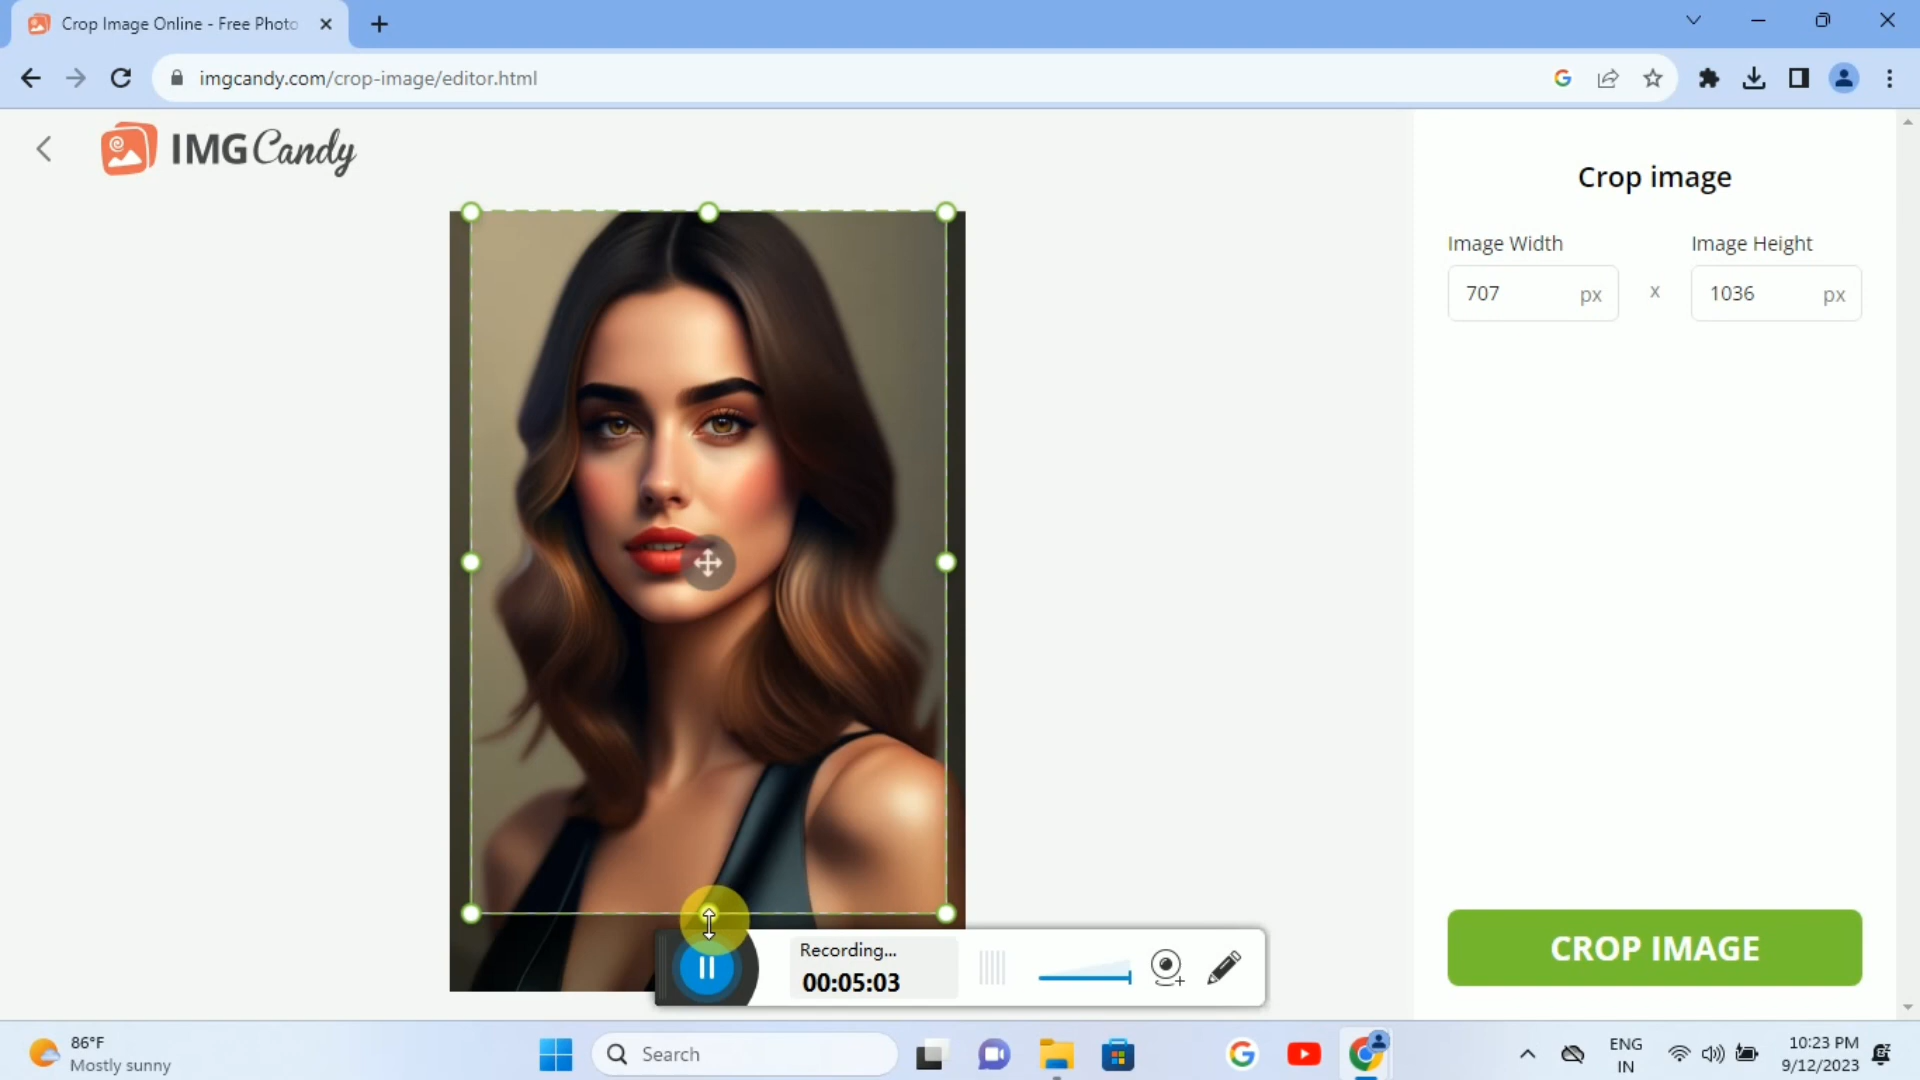 Crop Image Online - Free Photo
imgcandy.com/crop-image/editor.html
IMG Candy
Crop image
Image Width
Image Height
707 px
x
1036 px
Recording...
00:05:03
CROP IMAGE
86°F
Mostly sunny
Search
ENG
IN
10:23 PM
9/12/2023